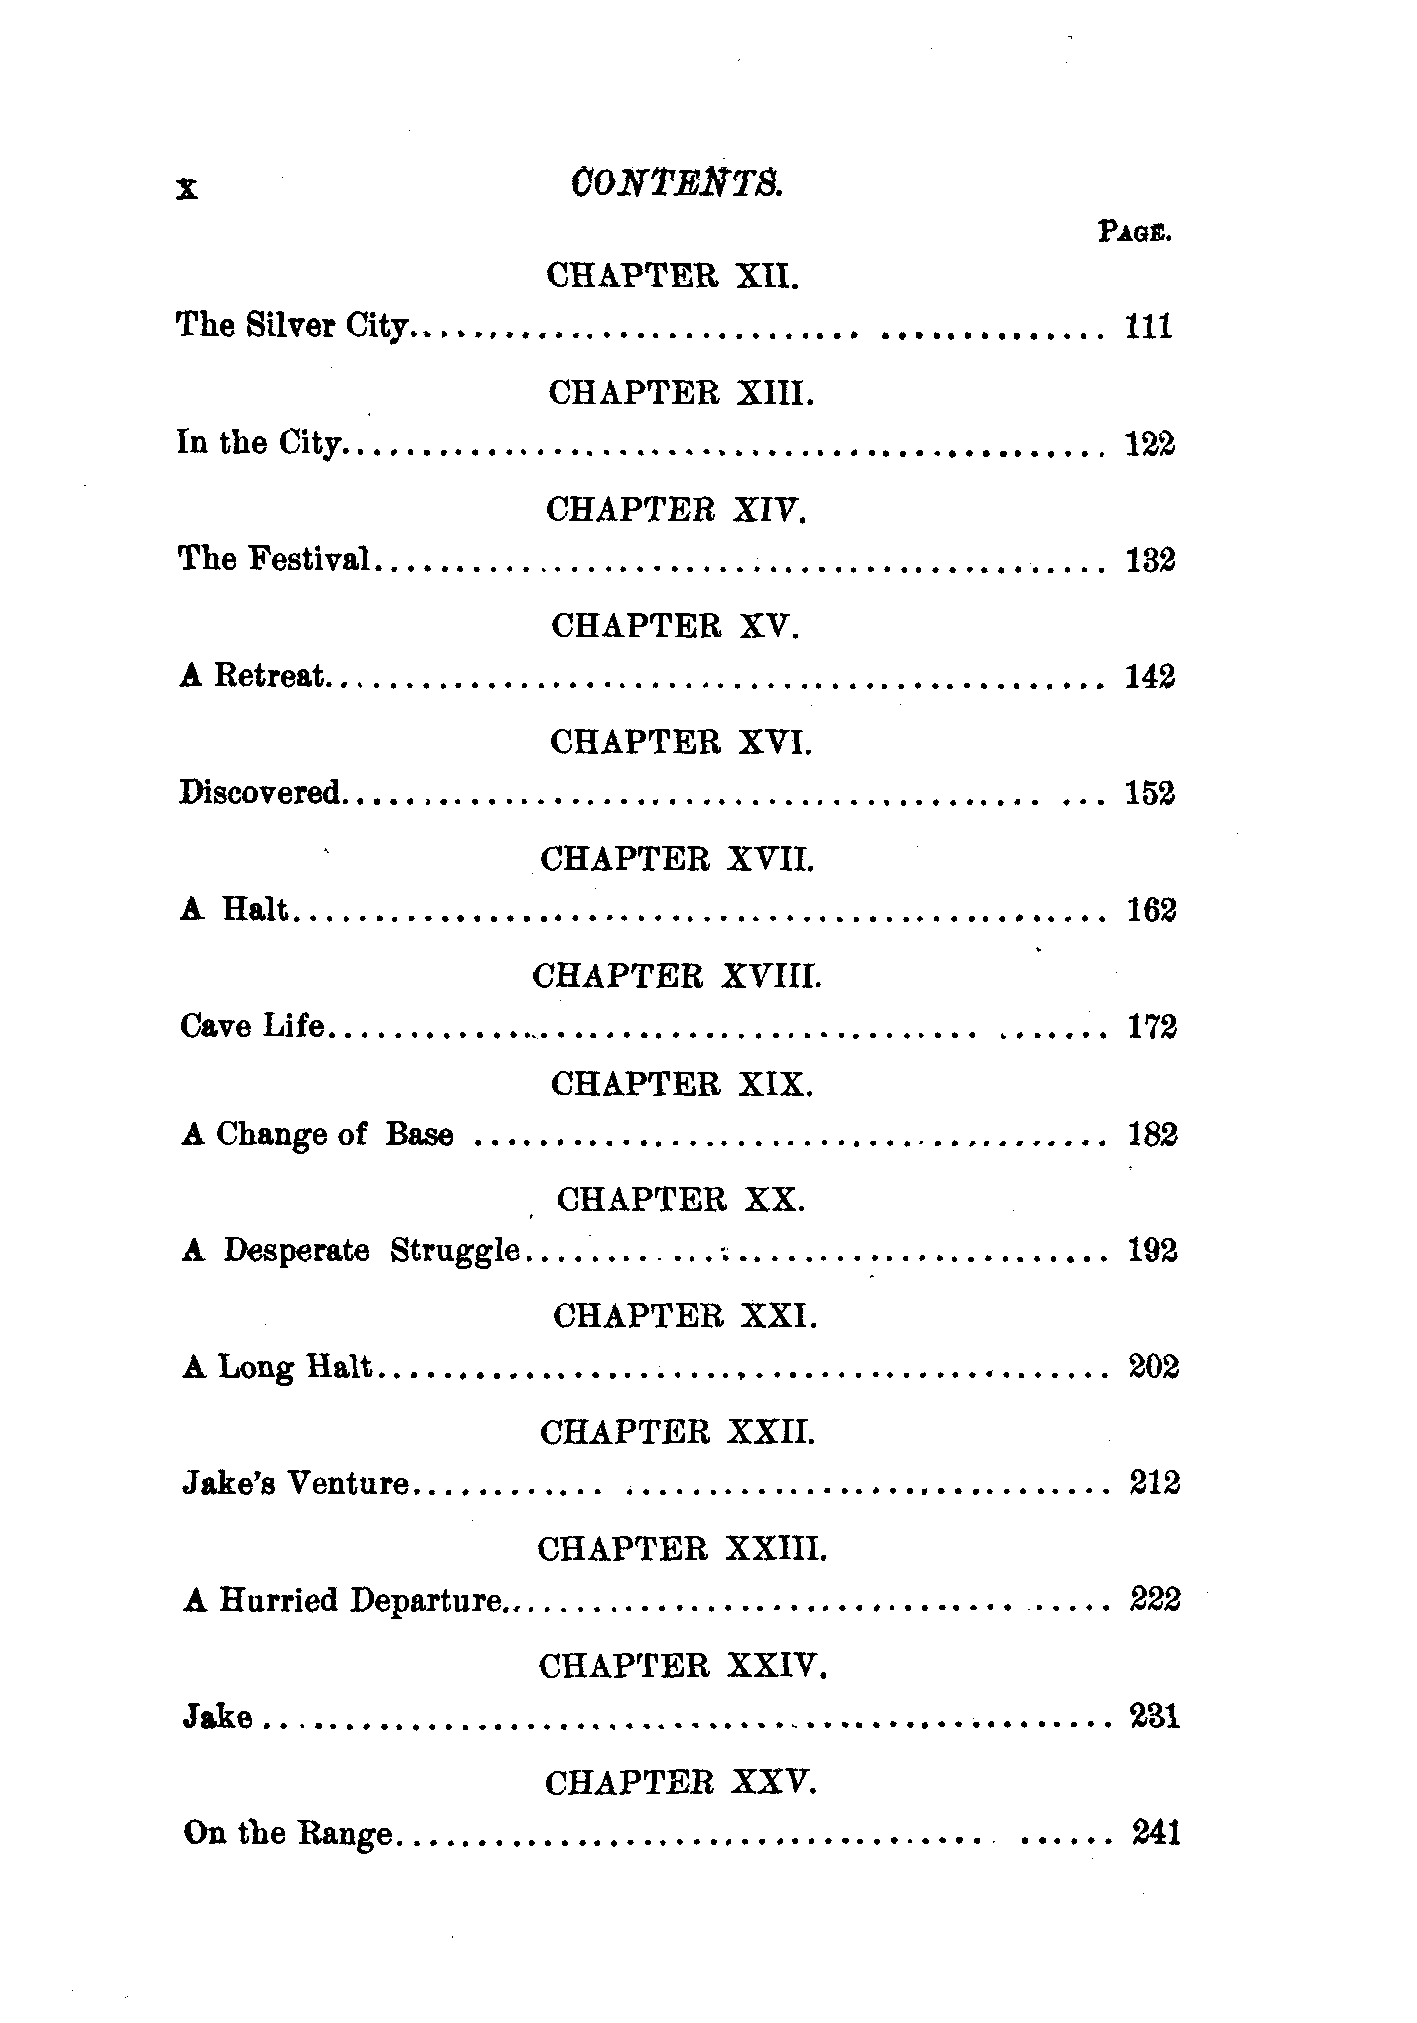 x CONTENTS.
PAGE.
CHAPTER XII.
The Silver City........................................ 111
CHAPTER XIII.
In the City............................................... 122
CHAPTER XIV.
The Festival............................................. 132
CHAPTER XV.
A Retreat................................................ 142
CHAPTER XVI.
Discovered.............................................. 152
CHAPTER XVII.
A Halt.................................................. 162
CHAPTER XVIII.
Cave Life............................................... 172
CHAPTER XIX.
A Change of Base ....................................... 182
CHAPTER XX.
A Desperate Struggle................................... 192
CHAPTER XXI.
A Long Halt............................................. 202
CHAPTER XXII.
Jake's Venture.......................................... 212
CHAPTER XXIII.
A Hurried Departure..................................... 222
CHAPTER XXIV.
Jake .................................................... 231
CHAPTER XXV.
On the Range............................................ 241